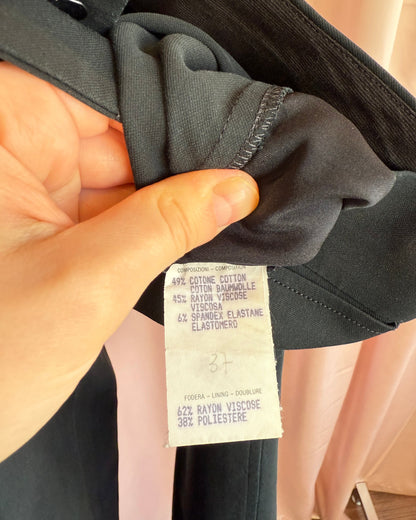 COMPOSIZIONI - COMPOSITION
49% COTONE COTTON
COTON BAUMWOLLE
45% RAYON VISCOSE
VISCOSA
6% SPANDEX ELASTANE
ELASTOMERO
37
FODERA - LINING - DOUBLURE
62% RAYON VISCOSE
38% POLIESTERE